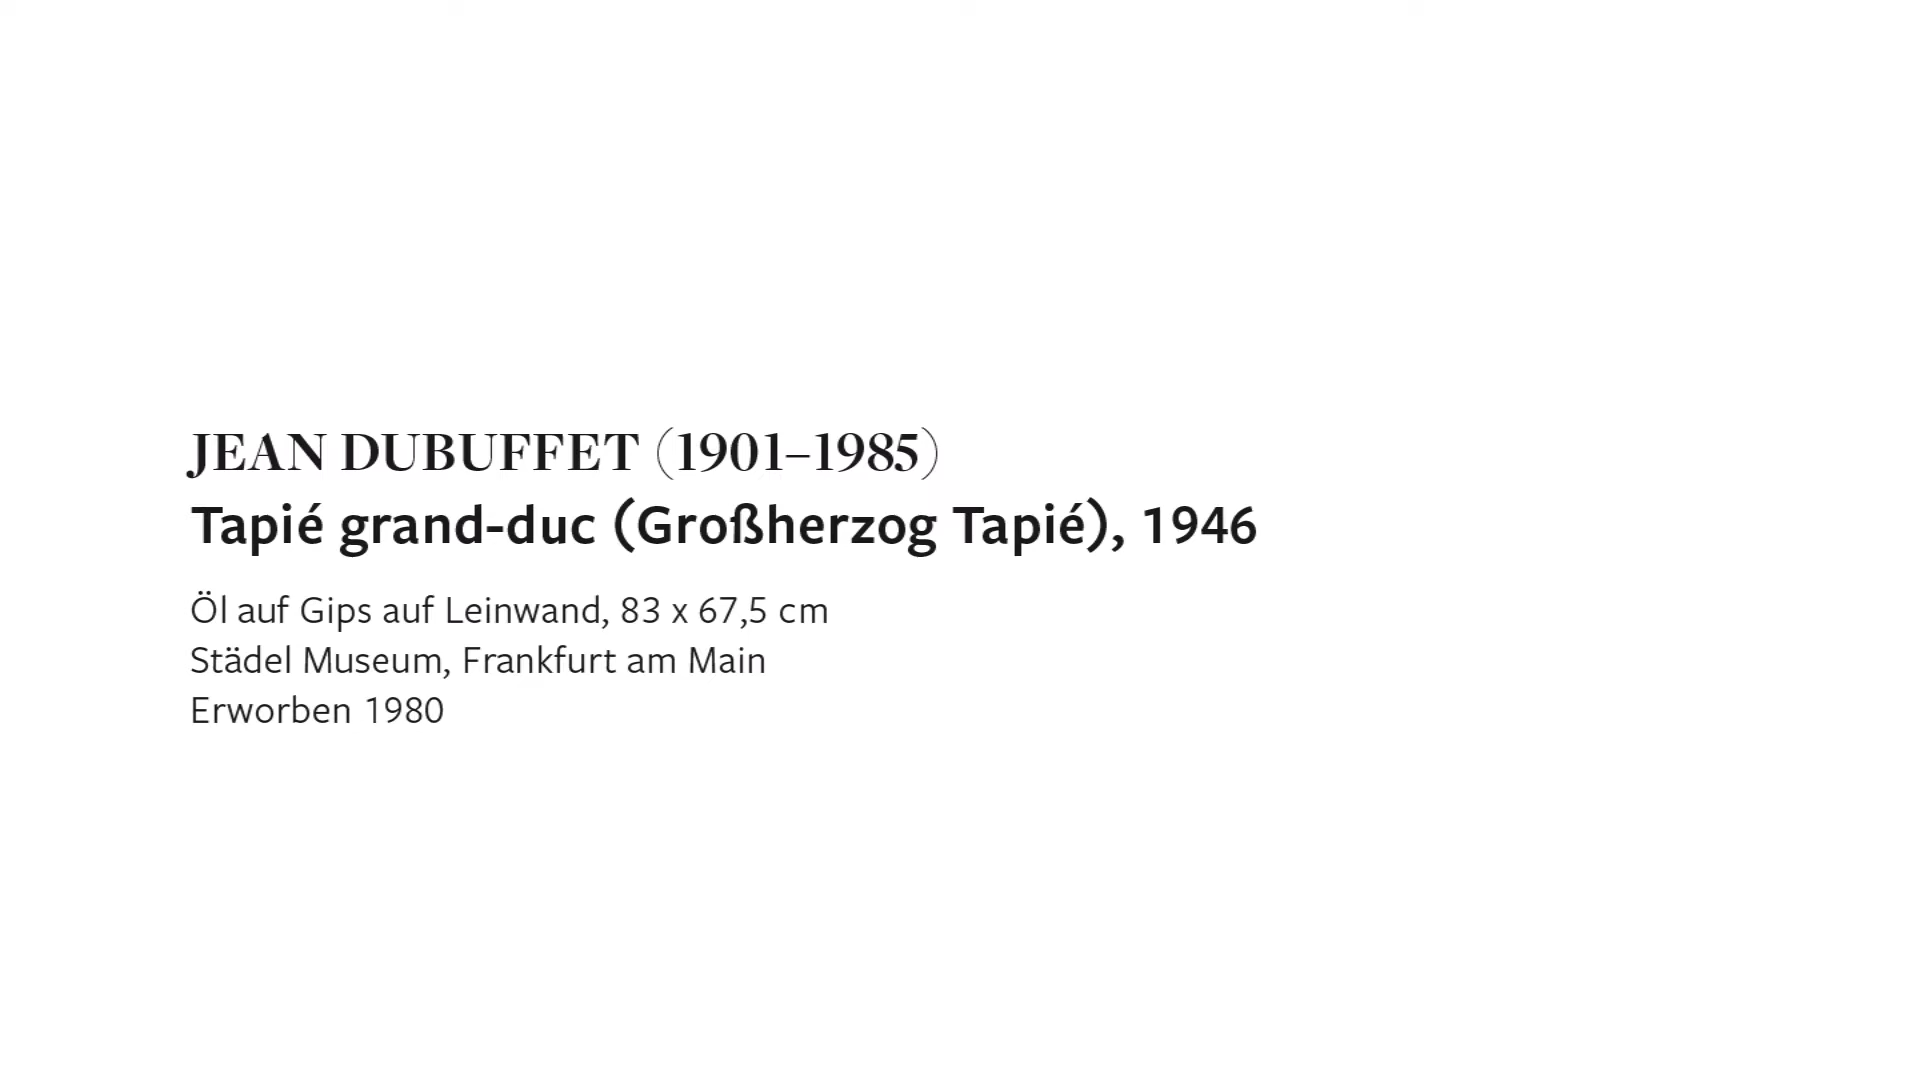 JEAN DUBUFFET (1901–1985)
Tapié grand-duc (Großherzog Tapié), 1946
Öl auf Gips auf Leinwand, 83 x 67,5 cm
Städel Museum, Frankfurt am Main
Erworben 1980